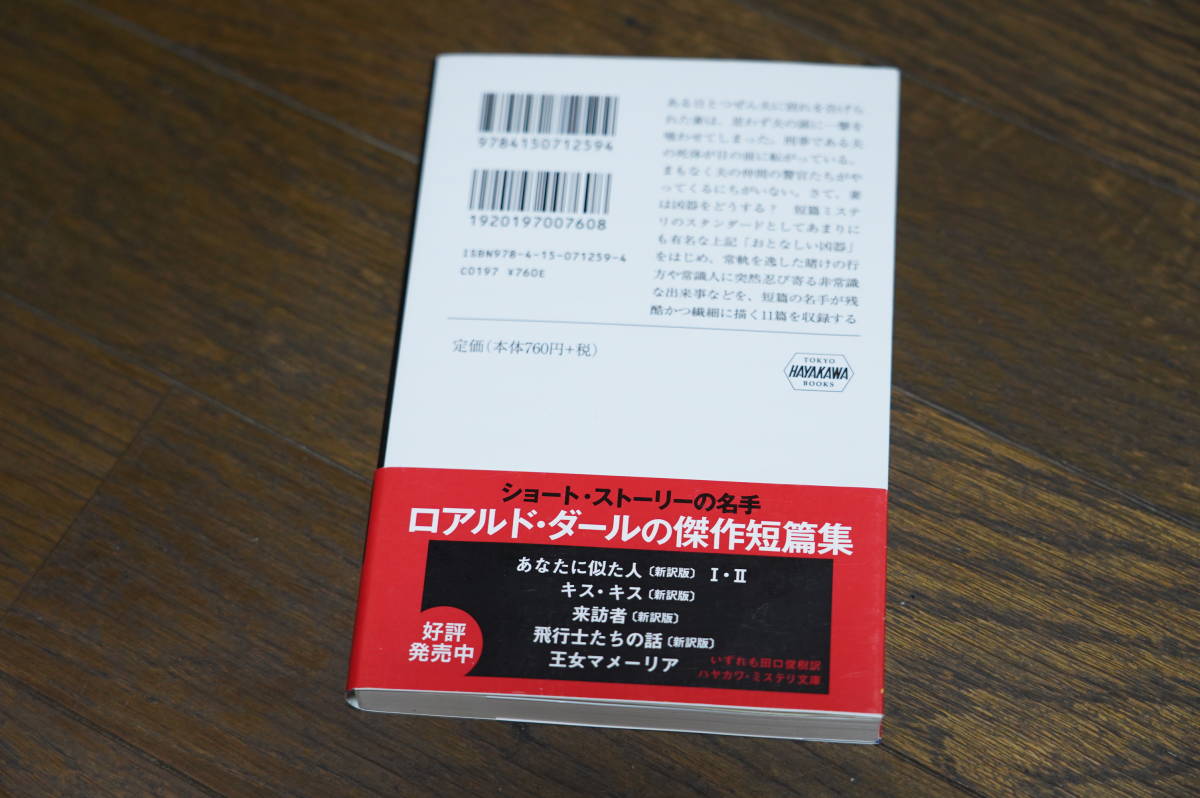 9784150712594
1920197007608
ISBN978-4-15-071259-4
C0197 ¥760E
ある日とつぜん夫に別れを告げら
れた妻は、思わず夫の頭に一撃を
喰わせてしまった。刑事である夫
の死体が目の前に転がっている。
まもなく夫の仲間の警官たちがや
ってくるにちがいない。さて、妻
は凶器をどうする？ 短篇ミステ
リのスタンダードとしてあまりに
も有名な上記「おとなしい凶器」
をはじめ、常軌を逸した賭けの行
方や常識人に突然忍び寄る非常識
な出来事などを、短篇の名手が残
酷かつ繊細に描く11篇を収録する
定価（本体760円+税）
TOKYO
HAYAKAWA
BOOKS
ショート・ストーリーの名手
ロアルド・ダールの傑作短篇集
あなたに似た人〔新訳版〕 Ⅰ・Ⅱ
キス・キス〔新訳版〕
来訪者〔新訳版〕
飛行士たちの話〔新訳版〕
王女マメーリア
好評
発売中
いずれも田口俊樹訳
ハヤカワ・ミステリ文庫